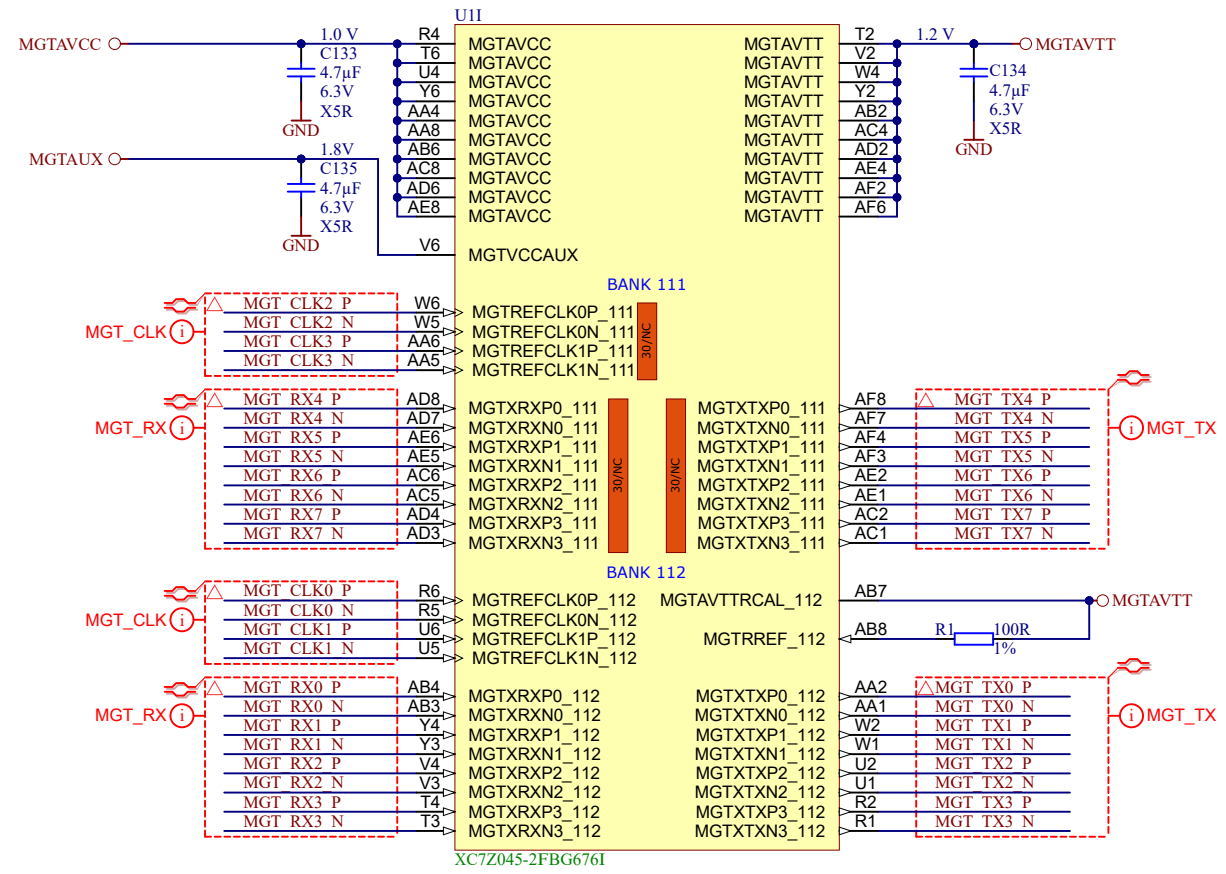 U1I
MGTAVCC 1.0 V R4 MGTAVCC MGTAVTT T2 1.2 V MGTAVTT
C133 T6 MGTAVCC MGTAVTT V2
4.7µF U4 MGTAVCC MGTAVTT W4 C134
6.3V Y6 MGTAVCC MGTAVTT Y2 4.7µF
X5R AA4 MGTAVCC MGTAVTT AB2 6.3V
GND AA8 MGTAVCC MGTAVTT AC4 X5R
MGTAUX 1.8V AB6 MGTAVCC MGTAVTT AD2 GND
C135 AC8 MGTAVCC MGTAVTT AE4
4.7µF AD6 MGTAVCC MGTAVTT AF2
6.3V AE8 MGTAVCC MGTAVTT AF6
X5R
GND V6 MGTVCCAUX
BANK 111
MGT_CLK2_P W6 MGTREFCLK0P_111
MGT_CLK i MGT_CLK2_N W5 MGTREFCLK0N_111 30/NC
MGT_CLK3_P AA6 MGTREFCLK1P_111
MGT_CLK3_N AA5 MGTREFCLK1N_111
MGT_RX4_P AD8 MGTXRXP0_111 MGTXTXP0_111 AF8 MGT_TX4_P
MGT_RX i MGT_RX4_N AD7 MGTXRXN0_111 MGTXTXN0_111 AF7 MGT_TX4_N i MGT_TX
MGT_RX5_P AE6 MGTXRXP1_111 MGTXTXP1_111 AF4 MGT_TX5_P
MGT_RX5_N AE5 MGTXRXN1_111 30/NC 30/NC MGTXTXN1_111 AF3 MGT_TX5_N
MGT_RX6_P AC6 MGTXRXP2_111 MGTXTXP2_111 AE2 MGT_TX6_P
MGT_RX6_N AC5 MGTXRXN2_111 MGTXTXN2_111 AE1 MGT_TX6_N
MGT_RX7_P AD4 MGTXRXP3_111 MGTXTXP3_111 AC2 MGT_TX7_P
MGT_RX7_N AD3 MGTXRXN3_111 MGTXTXN3_111 AC1 MGT_TX7_N
BANK 112
MGT_CLK0_P R6 MGTREFCLK0P_112 MGTAVTTRCAL_112 AB7 MGTAVTT
MGT_CLK i MGT_CLK0_N R5 MGTREFCLK0N_112
MGT_CLK1_P U6 MGTREFCLK1P_112 MGTRREF_112 AB8 R1 100R
MGT_CLK1_N U5 MGTREFCLK1N_112 1%
MGT_RX0_P AB4 MGTXRXP0_112 MGTXTXP0_112 AA2 MGT_TX0_P
MGT_RX i MGT_RX0_N AB3 MGTXRXN0_112 MGTXTXN0_112 AA1 MGT_TX0_N i MGT_TX
MGT_RX1_P Y4 MGTXRXP1_112 MGTXTXP1_112 W2 MGT_TX1_P
MGT_RX1_N Y3 MGTXRXN1_112 MGTXTXN1_112 W1 MGT_TX1_N
MGT_RX2_P V4 MGTXRXP2_112 MGTXTXP2_112 U2 MGT_TX2_P
MGT_RX2_N V3 MGTXRXN2_112 MGTXTXN2_112 U1 MGT_TX2_N
MGT_RX3_P T4 MGTXRXP3_112 MGTXTXP3_112 R2 MGT_TX3_P
MGT_RX3_N T3 MGTXRXN3_112 MGTXTXN3_112 R1 MGT_TX3_N
XC7Z045-2FBG676I